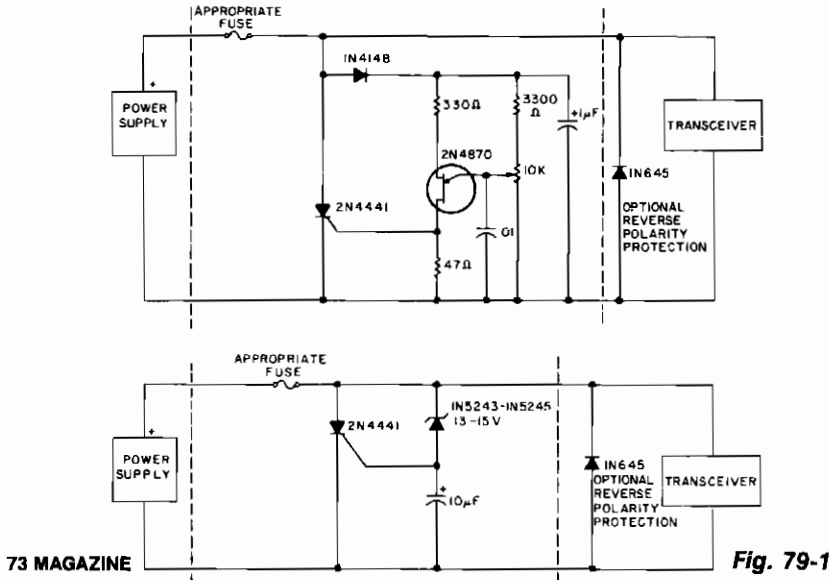 APPROPRIATE
FUSE
+
POWER
SUPPLY
1N4148
330Ω
3300
Ω
+1µF
2N4870
10K
TRANSCEIVER
2N4441
.01
47Ω
1N645
OPTIONAL
REVERSE
POLARITY
PROTECTION
APPROPRIATE
FUSE
+
POWER
SUPPLY
2N4441
1N5243-1N5245
13-15V
+
10µF
1N645
OPTIONAL
REVERSE
POLARITY
PROTECTION
TRANSCEIVER
73 MAGAZINE
Fig. 79-1